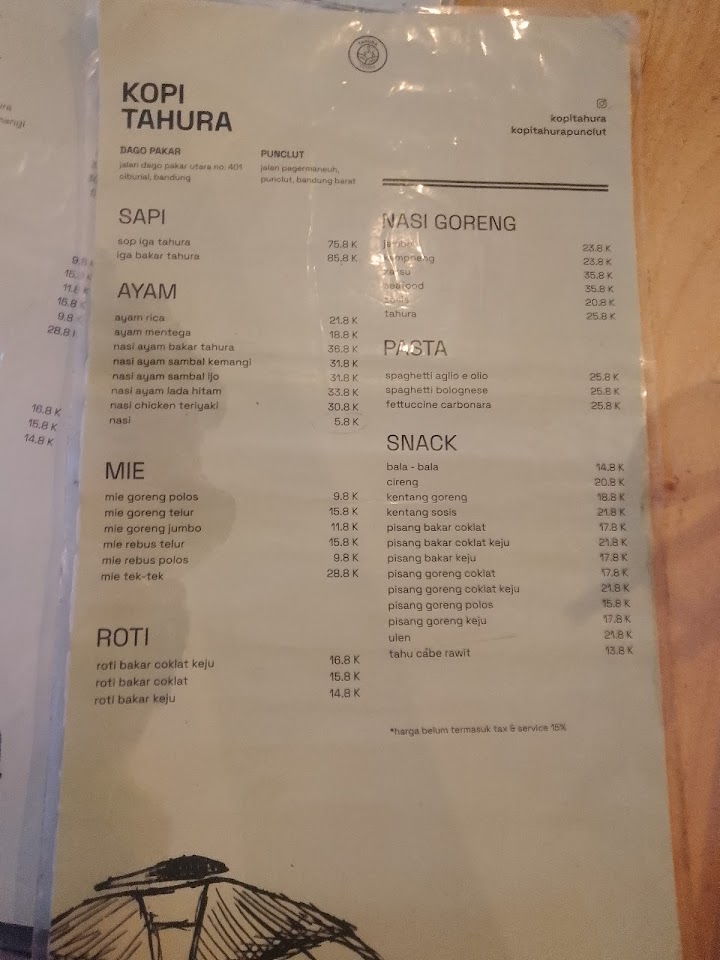 KOPI
TAHURA
kopitahura
kopitahurapunclut
DAGO PAKAR
jalan dago pakar utara no. 401
ciburial, bandung
PUNCLUT
jalan pagermaneuh,
punclut, bandung barat
SAPI
sop iga tahura 75.8 K
iga bakar tahura 85.8 K
AYAM
ayam rica 21.8 K
ayam mentega 18.8 K
nasi ayam bakar tahura 36.8 K
nasi ayam sambal kemangi 31.8 K
nasi ayam sambal ijo 31.8 K
nasi ayam lada hitam 33.8 K
nasi chicken teriyaki 30.8 K
nasi 5.8 K
MIE
mie goreng polos 9.8 K
mie goreng telur 15.8 K
mie goreng jumbo 11.8 K
mie rebus telur 15.8 K
mie rebus polos 9.8 K
mie tek-tek 28.8 K
ROTI
roti bakar coklat keju 16.8 K
roti bakar coklat 15.8 K
roti bakar keju 14.8 K
NASI GORENG
23.8 K
23.8 K
35.8 K
seafood 35.8 K
20.8 K
tahura 25.8 K
PASTA
spaghetti aglio e olio 25.8 K
spaghetti bolognese 25.8 K
fettuccine carbonara 25.8 K
SNACK
bala - bala 14.8 K
cireng 20.8 K
kentang goreng 18.8 K
kentang sosis 21.8 K
pisang bakar coklat 17.8 K
pisang bakar coklat keju 21.8 K
pisang bakar keju 17.8 K
pisang goreng coklat 17.8 K
pisang goreng coklat keju 21.8 K
pisang goreng polos 15.8 K
pisang goreng keju 17.8 K
ulen 21.8 K
tahu cabe rawit 13.8 K
*harga belum termasuk tax & service 15%
16.8 K
15.8 K
14.8 K